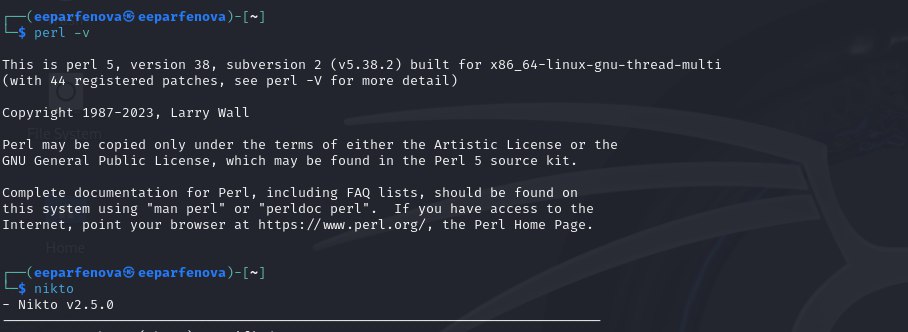 ┌──(eeparfenova㉿eeparfenova)-[~]
└─$ perl -v
This is perl 5, version 38, subversion 2 (v5.38.2) built for x86_64-linux-gnu-thread-multi
(with 44 registered patches, see perl -V for more detail)
Copyright 1987-2023, Larry Wall
Perl may be copied only under the terms of either the Artistic License or the
GNU General Public License, which may be found in the Perl 5 source kit.
File System
Complete documentation for Perl, including FAQ lists, should be found on
this system using "man perl" or "perldoc perl".  If you have access to the
Internet, point your browser at https://www.perl.org/, the Perl Home Page.
Home
┌──(eeparfenova㉿eeparfenova)-[~]
└─$ nikto
- Nikto v2.5.0
---------------------------------------------------------------------------